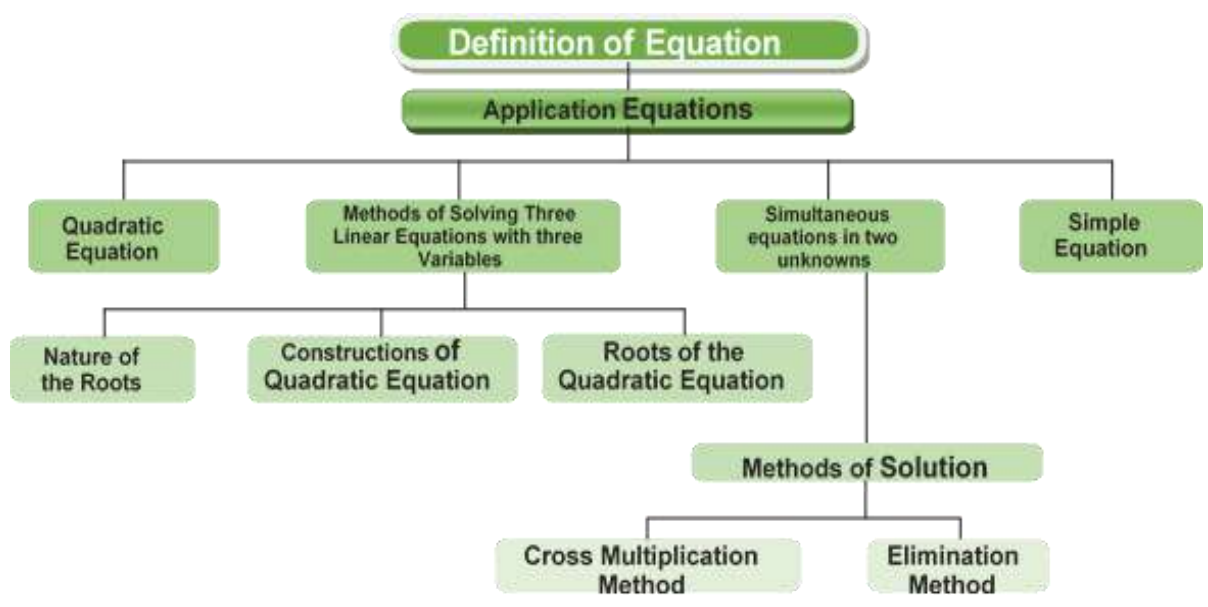 Definition of Equation
Application Equations
Quadratic
Equation
Methods of Solving Three
Linear Equations with three
Variables
Simultaneous
equations in two
unknowns
Simple
Equation
Nature of
the Roots
Constructions of
Quadratic Equation
Roots of the
Quadratic Equation
Methods of Solution
Cross Multiplication
Method
Elimination
Method